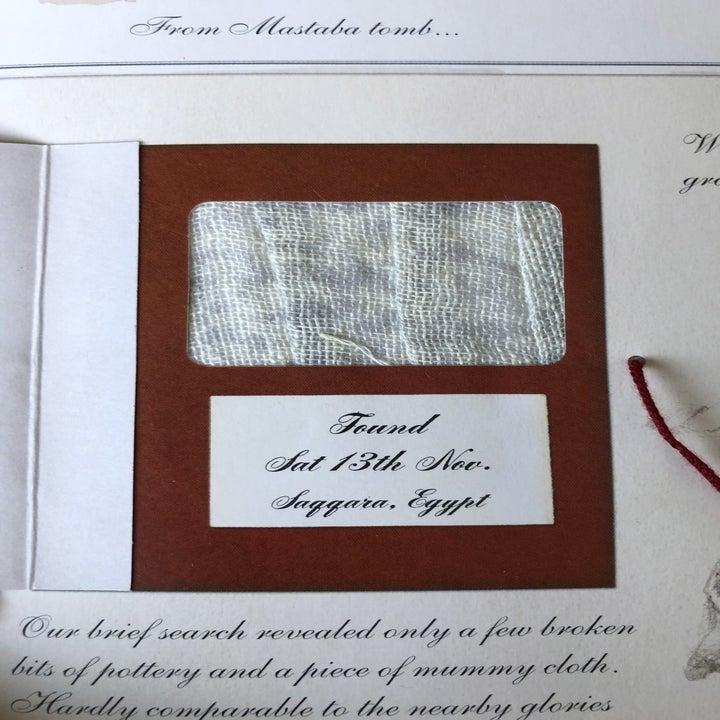 From Mastaba tomb...
Found
Sat 13th Nov.
Saqqara, Egypt
Our brief search revealed only a few broken
bits of pottery and a piece of mummy cloth.
Hardly comparable to the nearby glories